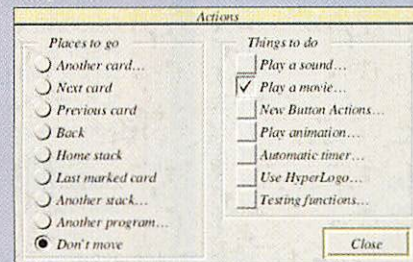 Actions
Places to go
Another card...
Next card
Previous card
Back
Home stack
Last marked card
Another stack...
Another program...
Don't move
Things to do
Play a sound...
Play a movie...
New Button Actions...
Play animation...
Automatic timer...
Use HyperLogo...
Testing functions...
Close